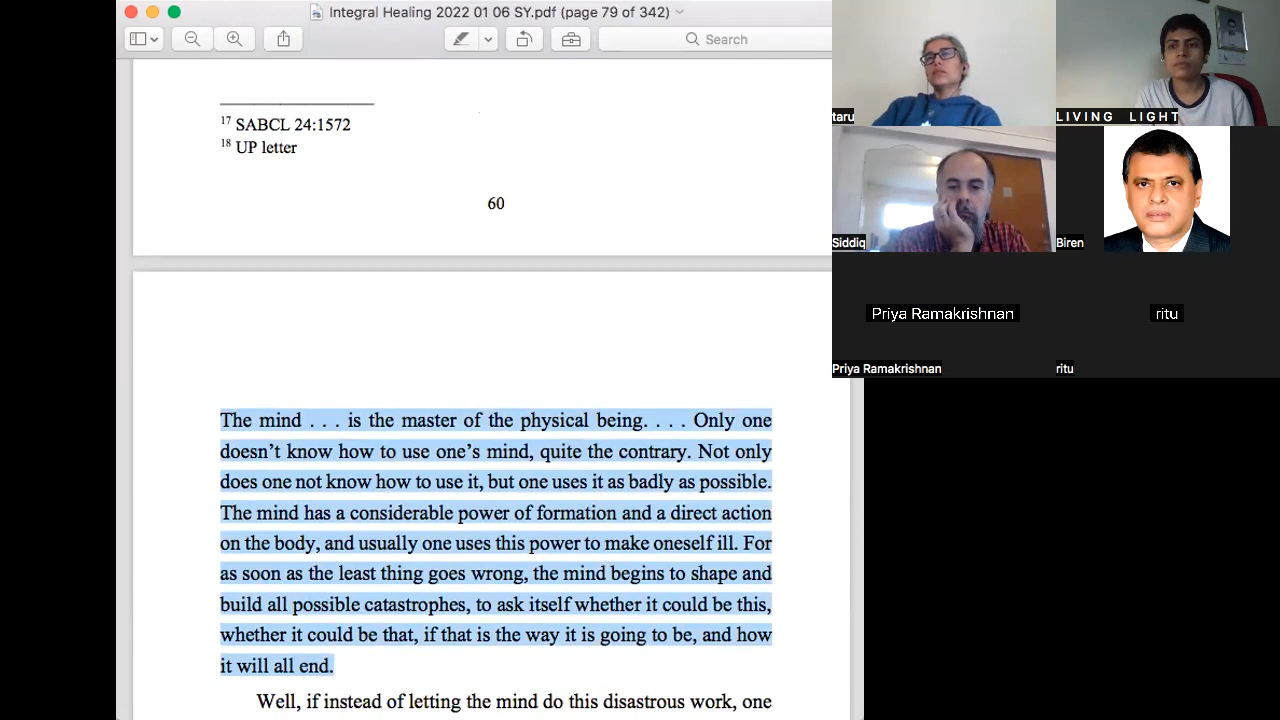 Integral Healing 2022 01 06 SY.pdf (page 79 of 342)
Search
17 SABCL 24:1572
18 UP letter
60
The mind . . . is the master of the physical being. . . . Only one
doesn’t know how to use one’s mind, quite the contrary. Not only
does one not know how to use it, but one uses it as badly as possible.
The mind has a considerable power of formation and a direct action
on the body, and usually one uses this power to make oneself ill. For
as soon as the least thing goes wrong, the mind begins to shape and
build all possible catastrophes, to ask itself whether it could be this,
whether it could be that, if that is the way it is going to be, and how
it will all end.
Well, if instead of letting the mind do this disastrous work, one
taru
LIVING LIGHT
Siddiq
Biren
Priya Ramakrishnan
ritu
Priya Ramakrishnan
ritu